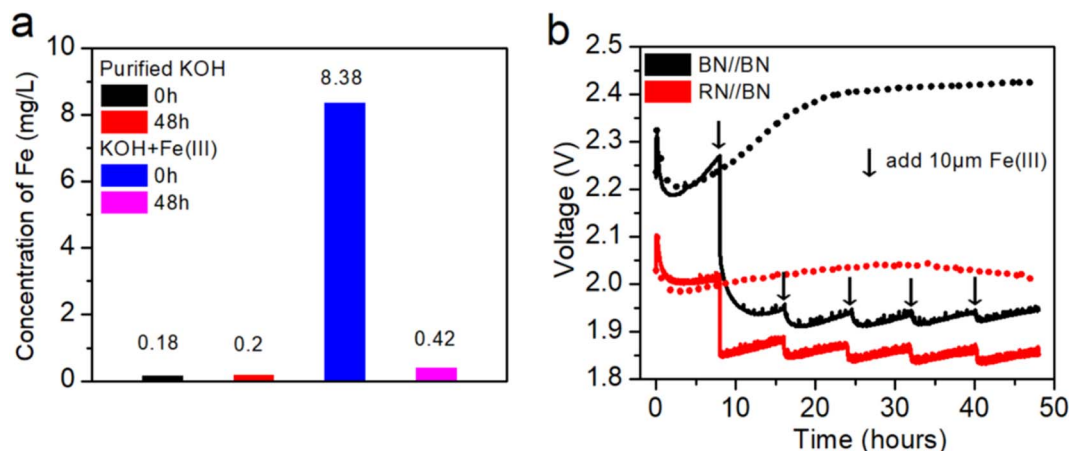 a
10
8
6
4
2
0
Concentration of Fe (mg/L)
Purified KOH
0h
48h
KOH+Fe(III)
0h
48h
0.18
0.2
8.38
0.42
b
2.5
2.4
2.3
2.2
2.1
2.0
1.9
1.8
Voltage (V)
BN//BN
RN//BN
add 10μm Fe(III)
0 10 20 30 40 50
Time (hours)